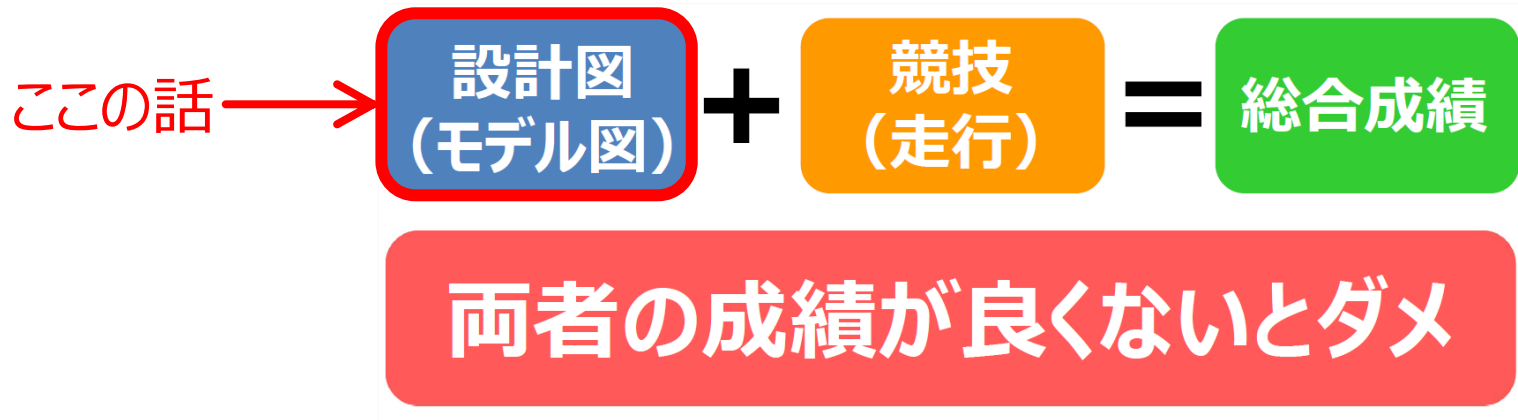 ここの話
設計図
（モデル図）
+
競技
（走行）
=
総合成績
両者の成績が良くないとダメ